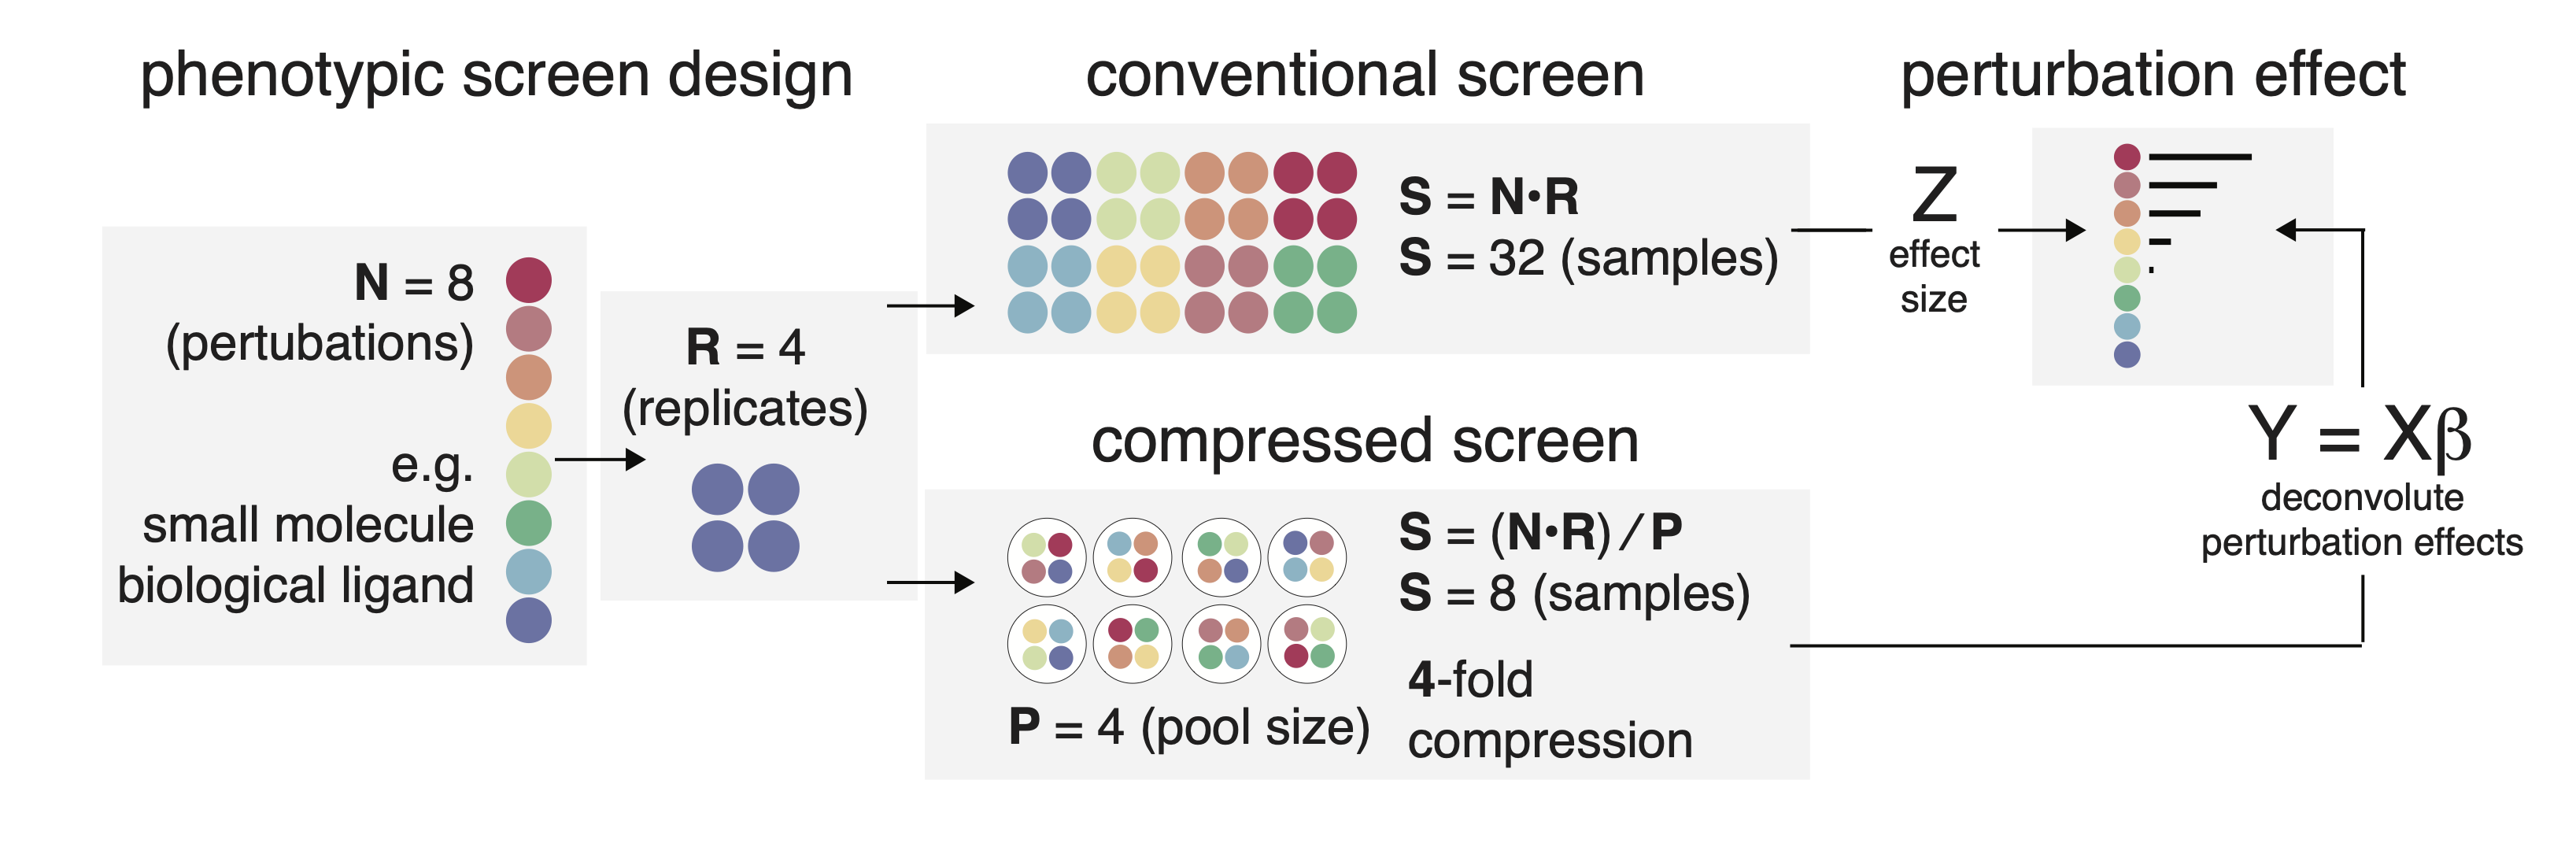 phenotypic screen design
N = 8
(pertubations)
e.g.
small molecule
biological ligand
R = 4
(replicates)
conventional screen
S = N•R
S = 32 (samples)
compressed screen
S = (N•R) / P
S = 8 (samples)
4-fold
compression
P = 4 (pool size)
perturbation effect
Z
effect
size
Y = Xβ
deconvolute
perturbation effects